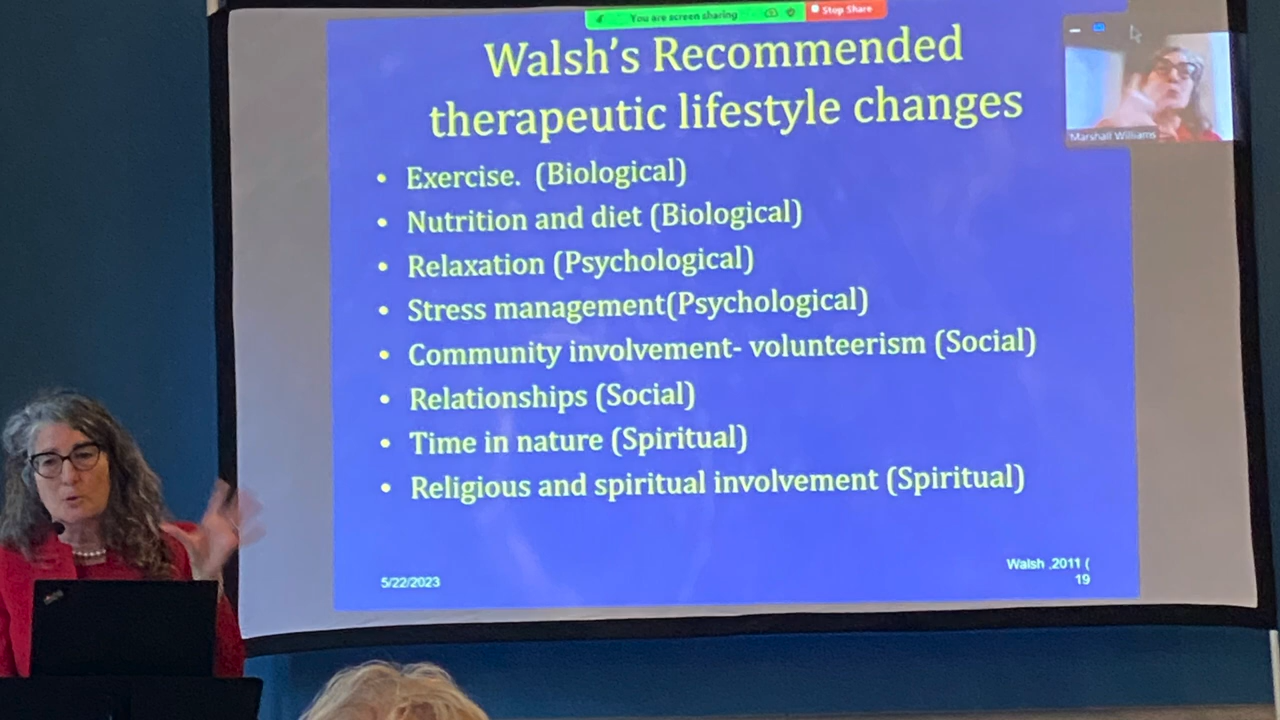 You are screen sharing
Stop Share
Walsh's Recommended
therapeutic lifestyle changes
Marshall Williams
• Exercise. (Biological)
• Nutrition and diet (Biological)
• Relaxation (Psychological)
• Stress management(Psychological)
• Community involvement- volunteerism (Social)
• Relationships (Social)
• Time in nature (Spiritual)
• Religious and spiritual involvement (Spiritual)
5/22/2023
Walsh ,2011 (
19